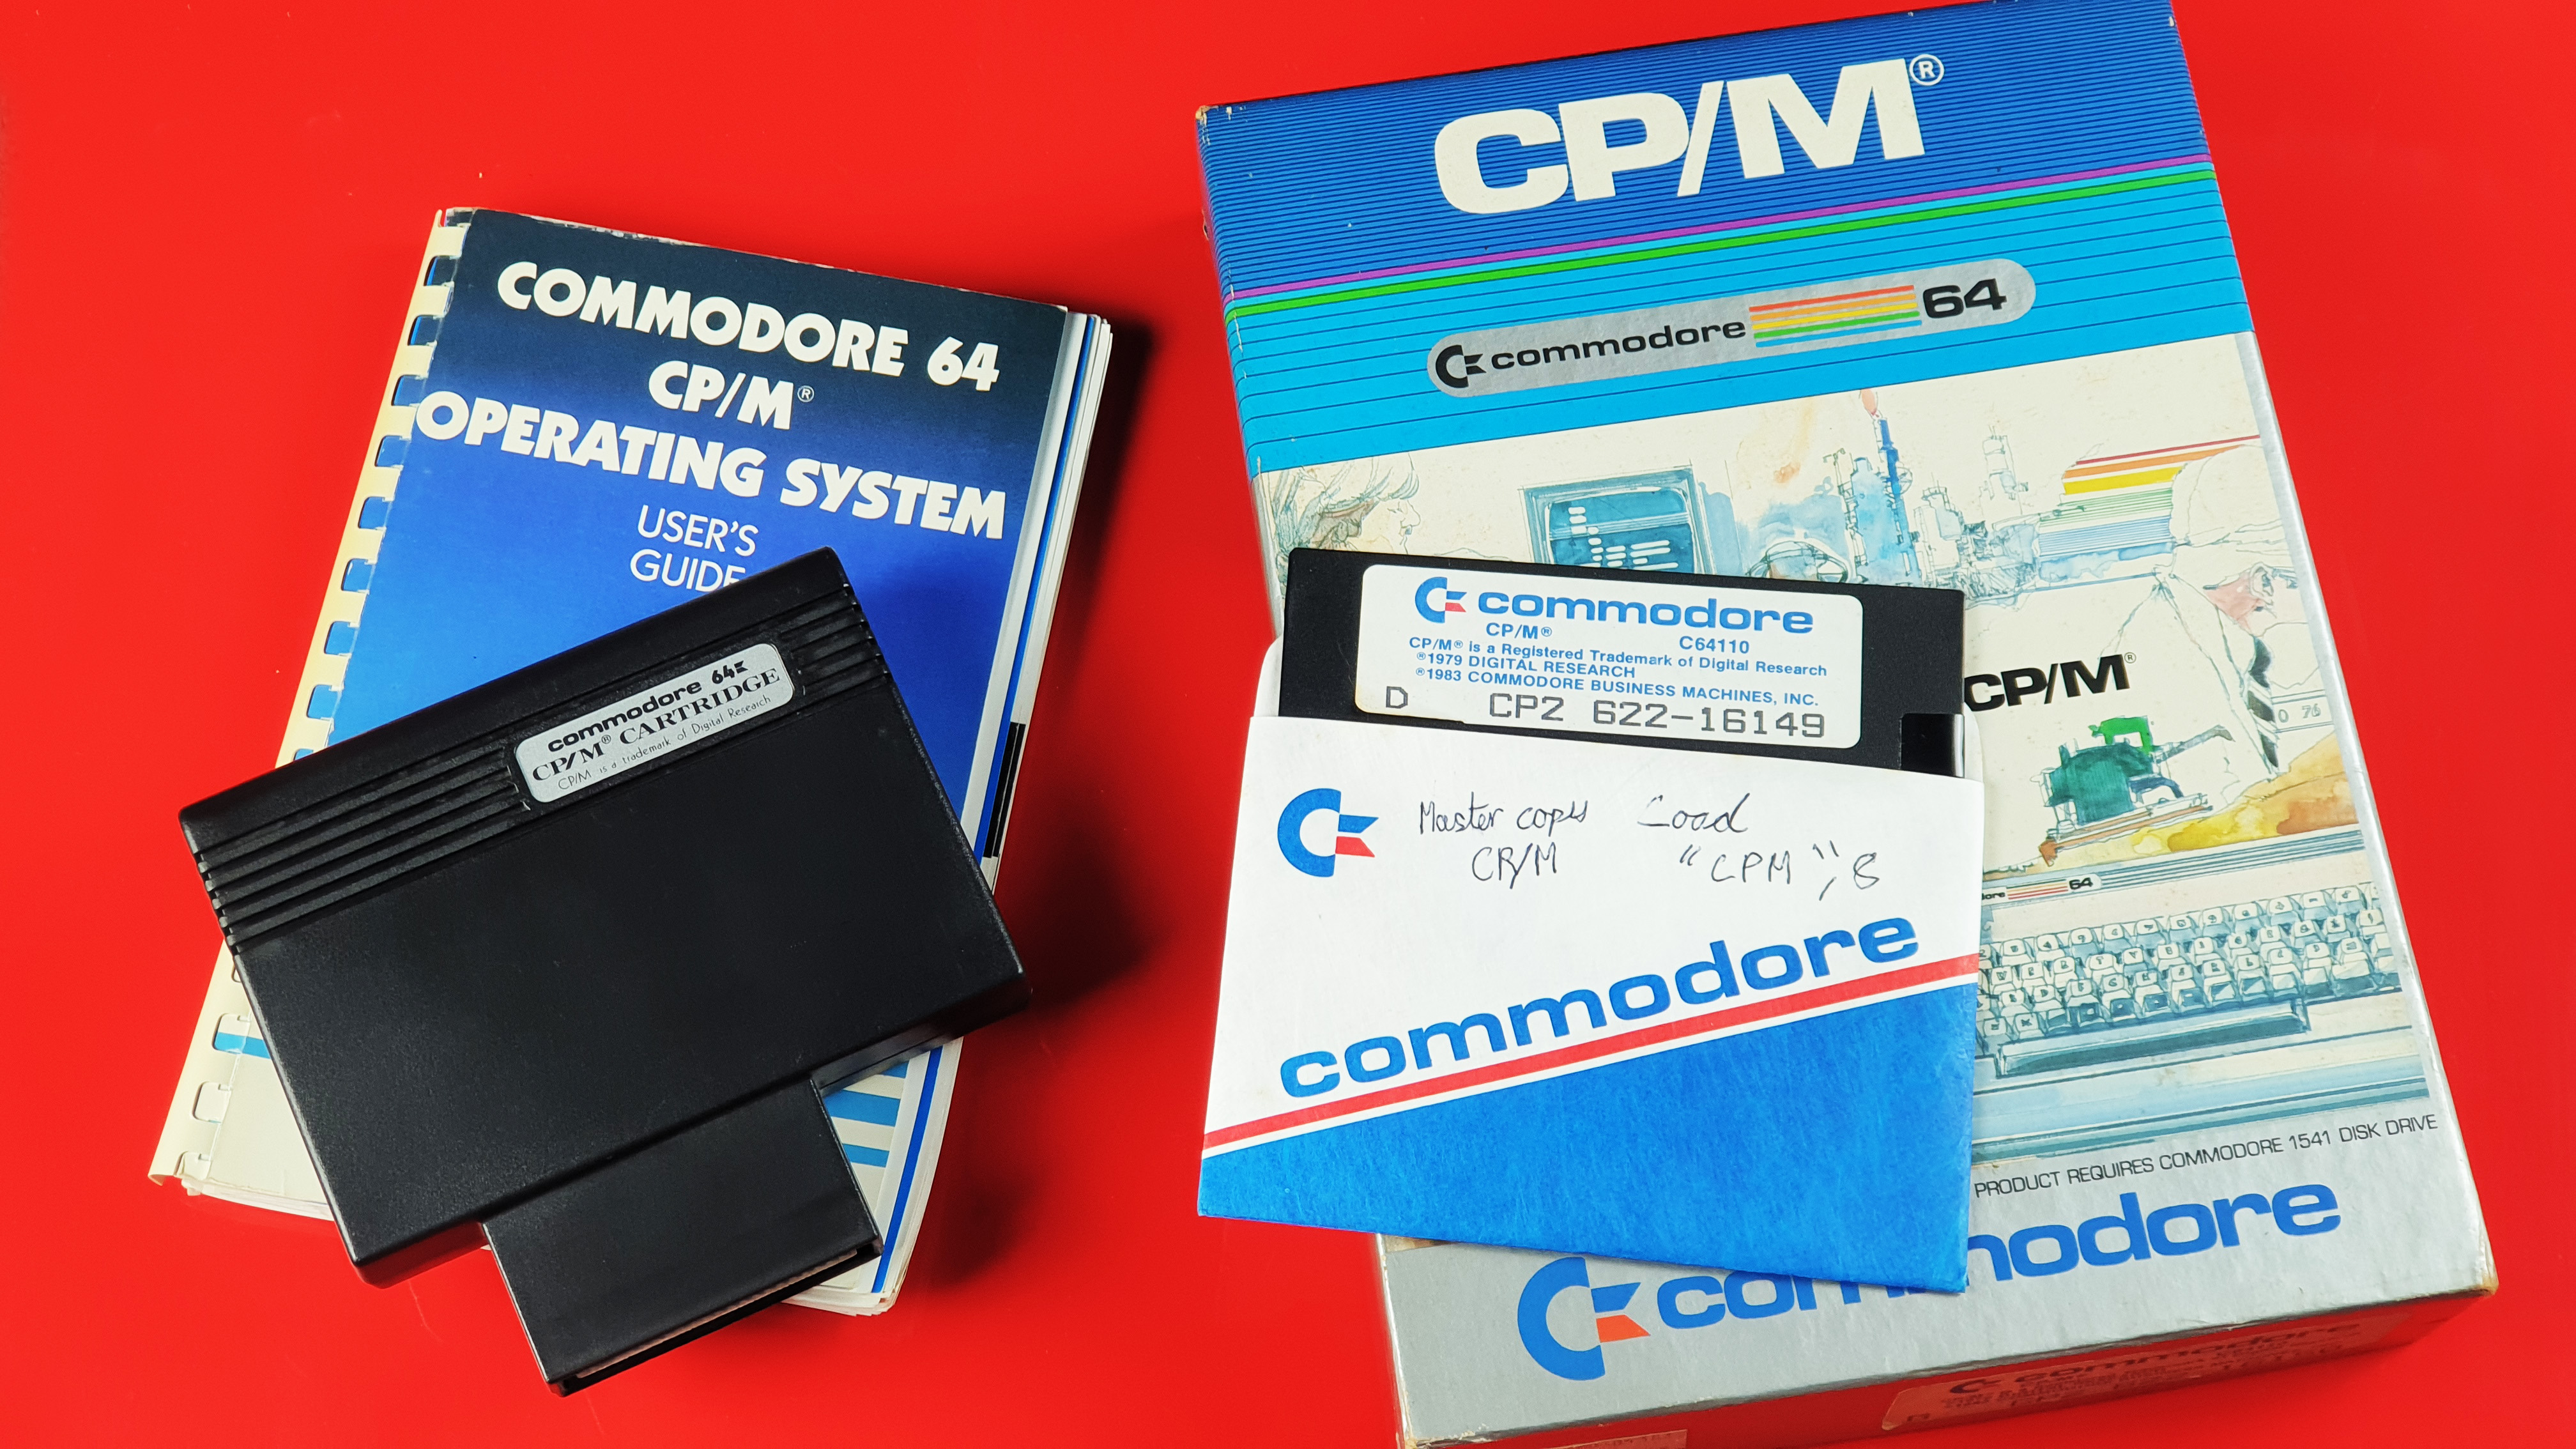 COMMODORE 64
CP/M®
OPERATING SYSTEM
USER'S
GUIDE
commodore 64
CP/M® CARTRIDGE
CP/M is a trademark of Digital Research
CP/M®
commodore 64
commodore
CP/M® C64110
CP/M® is a Registered Trademark of Digital Research
®1979 DIGITAL RESEARCH
®1983 COMMODORE BUSINESS MACHINES, INC.
D CP2 622-16149
Master copy Load
CP/M "CPM",8
commodore
CP/M®
64
PRODUCT REQUIRES COMMODORE 1541 DISK DRIVE
commodore
commodore